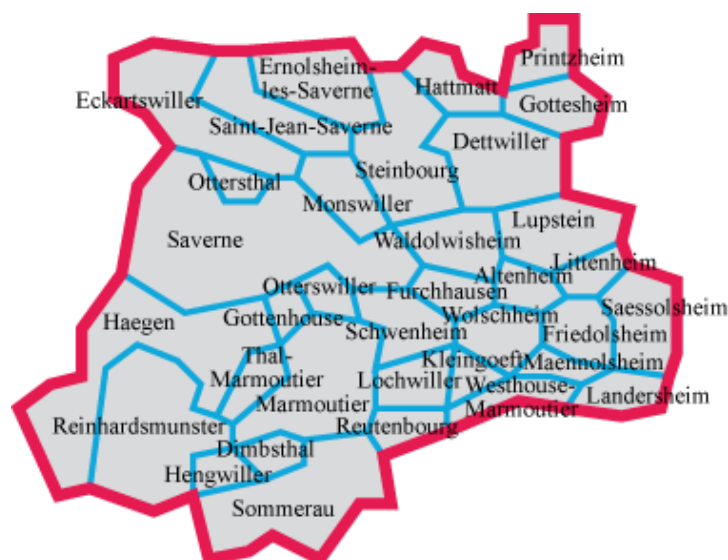 Printzheim
Ernolsheim-
les-Saverne
Hattmatt
Eckartswiller
Gottesheim
Saint-Jean-Saverne
Dettwiller
Steinbourg
Ottersthal
Monswiller
Lupstein
Saverne
Waldolwisheim
Littenheim
Altenheim
Otterswiller
Furchhausen
Saessolsheim
Gottenhouse
Wolschheim
Haegen
Schwenheim
Friedolsheim
Thal-
Marmoutier
Kleingoeft
Maennolsheim
Lochwiller
Westhouse-
Marmoutier
Landersheim
Marmoutier
Reinhardsmunster
Reutenbourg
Dimbsthal
Hengwiller
Sommerau